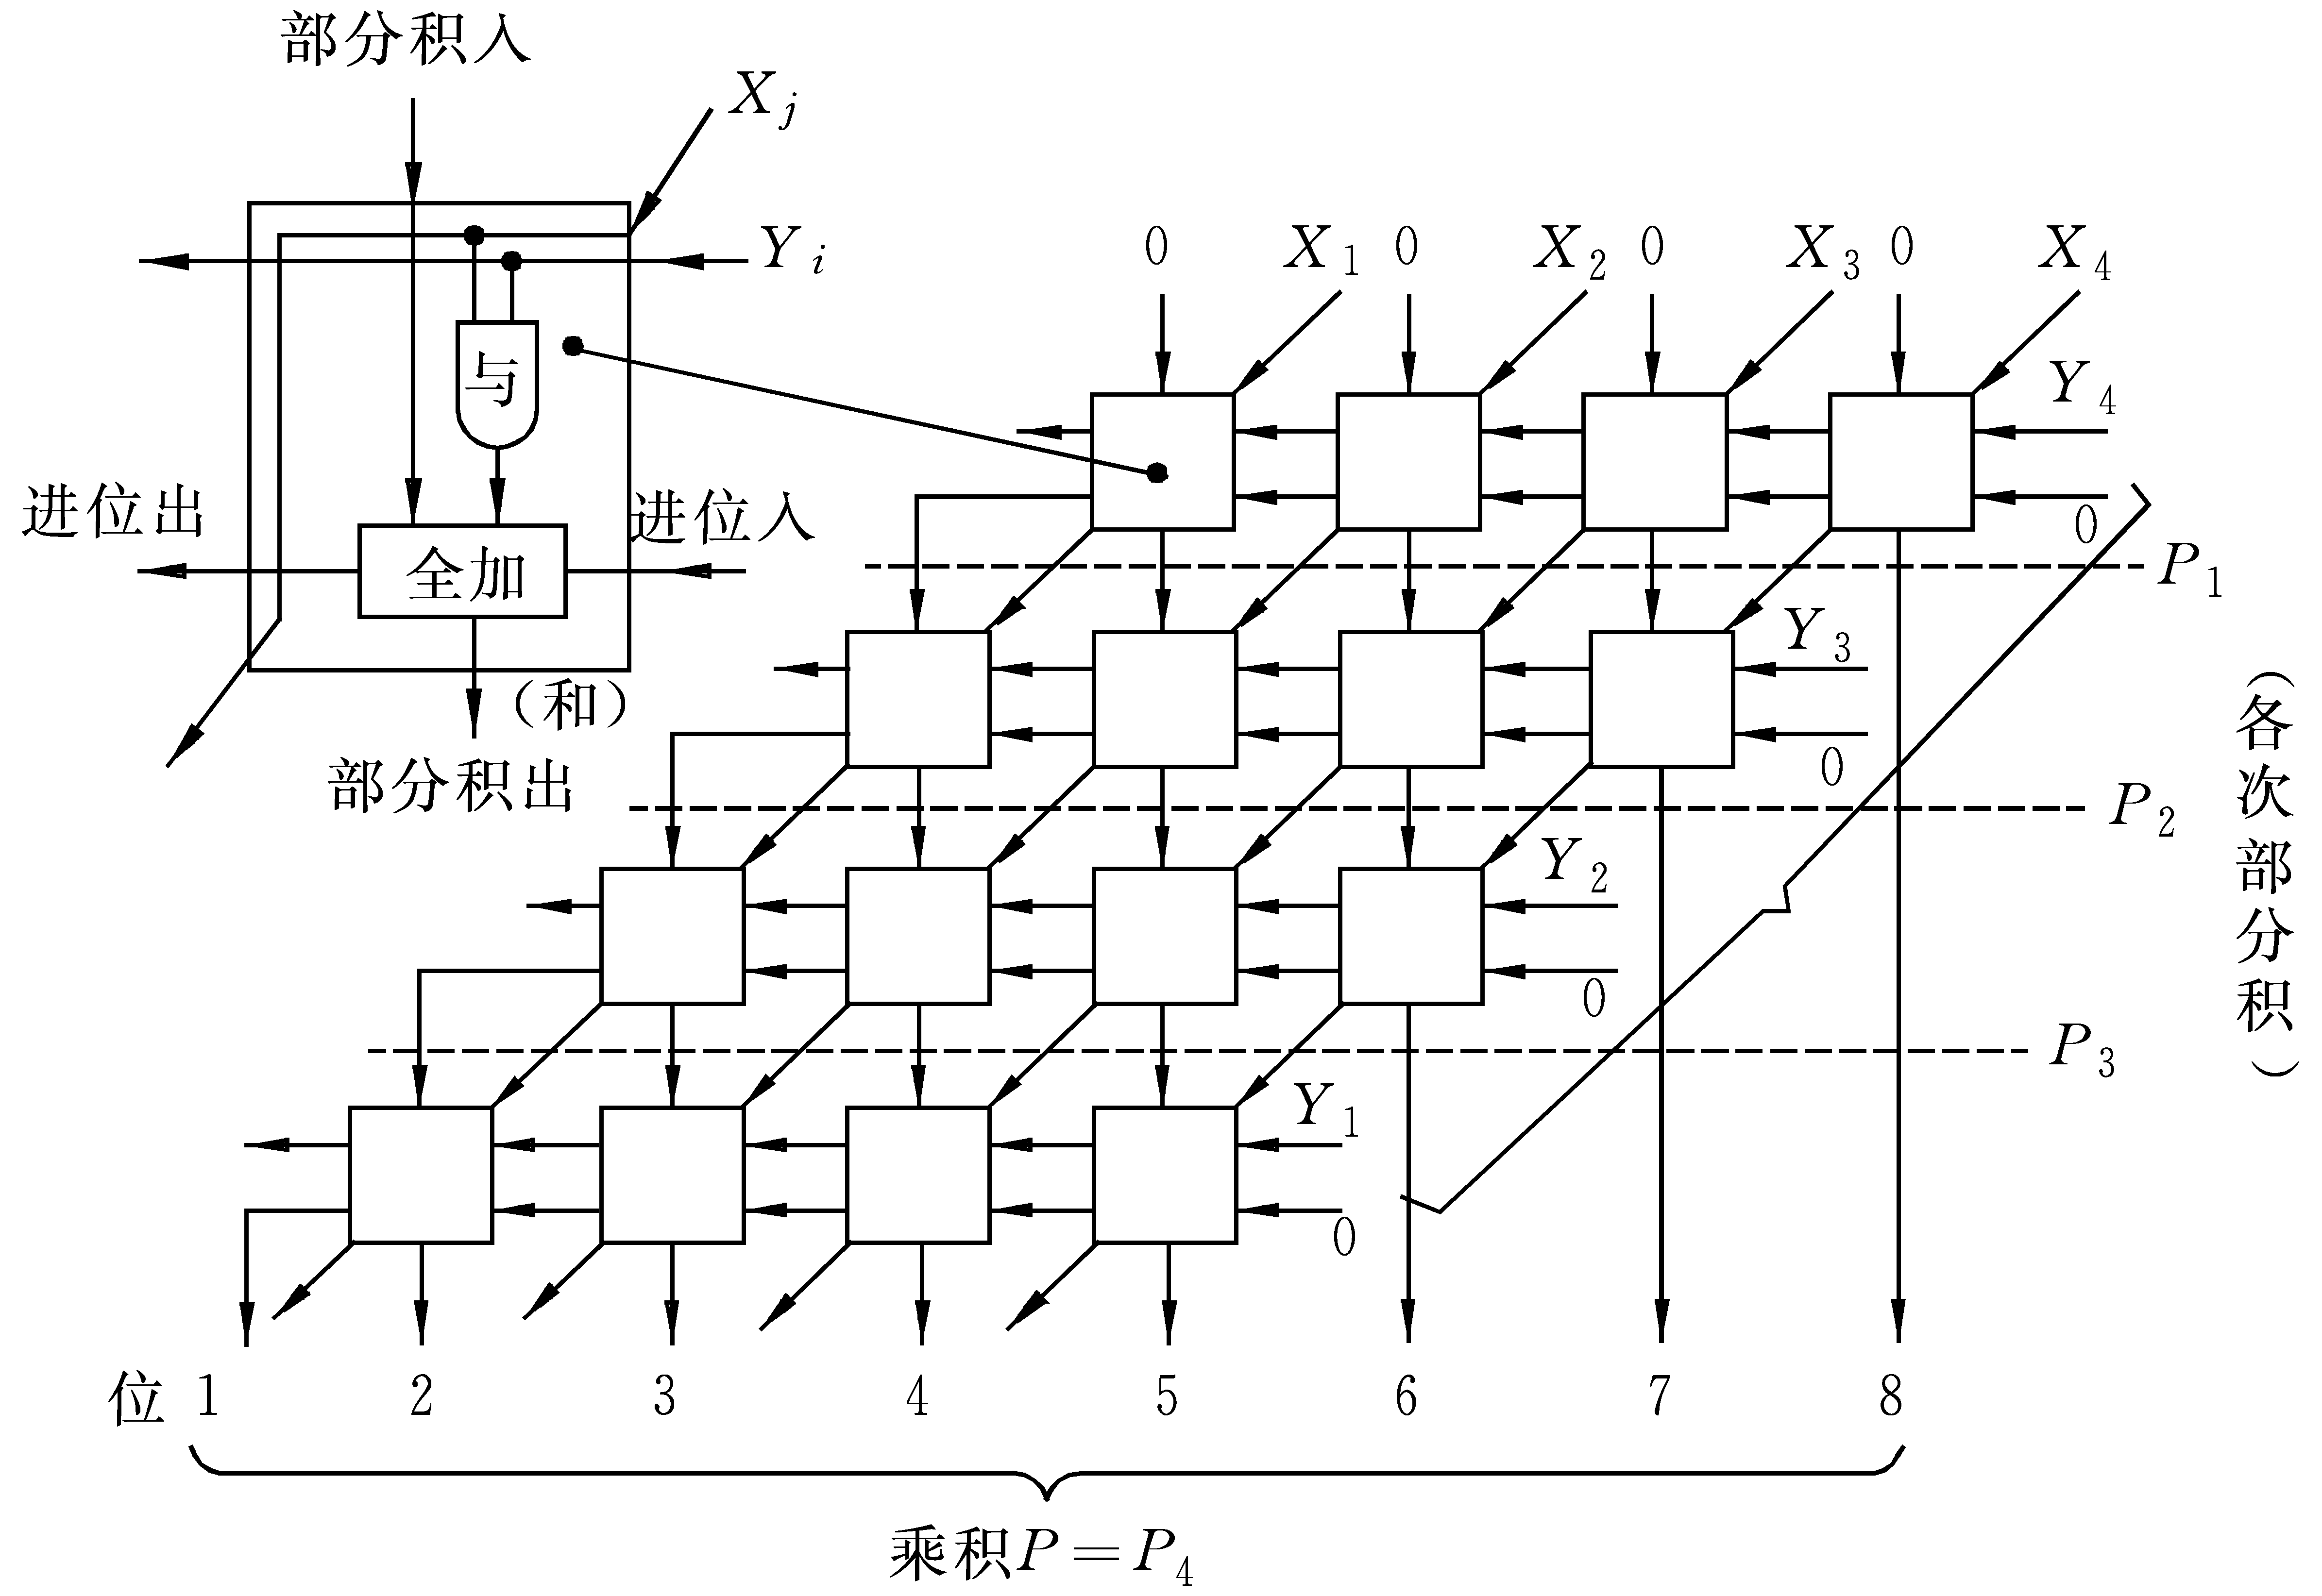 部分积入
Xj
Yi
与
进位出
进位入
全加
(和)
部分积出
0 X1 0 X2 0 X3 0 X4
Y4
0
P1
Y3
0
P2
Y2
0
P3
Y1
0
(各次部分积)
位 1 2 3 4 5 6 7 8
乘积P=P4